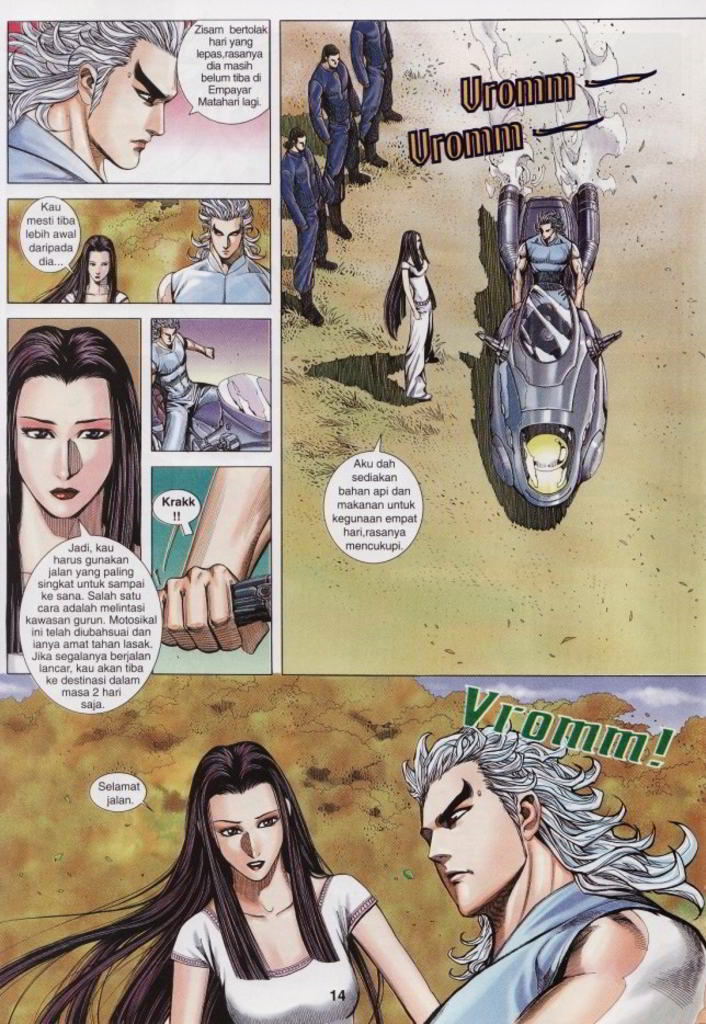 Zisam bertolak
hari yang
lepas,rasanya
dia masih
belum tiba di
Empayar
Matahari lagi.
Kau
mesti tiba
lebih awal
daripada
dia...
Jadi, kau
harus gunakan
jalan yang paling
singkat untuk sampai
ke sana. Salah satu
cara adalah melintasi
kawasan gurun. Motosikal
ini telah diubahsuai dan
ianya amat tahan lasak.
Jika segalanya berjalan
lancar, kau akan tiba
ke destinasi dalam
masa 2 hari
saja.
Krakk
!!
Vromm
Vromm
Aku dah
sediakan
bahan api dan
makanan untuk
kegunaan empat
hari,rasanya
mencukupi.
Vromm!
Selamat
jalan.
14